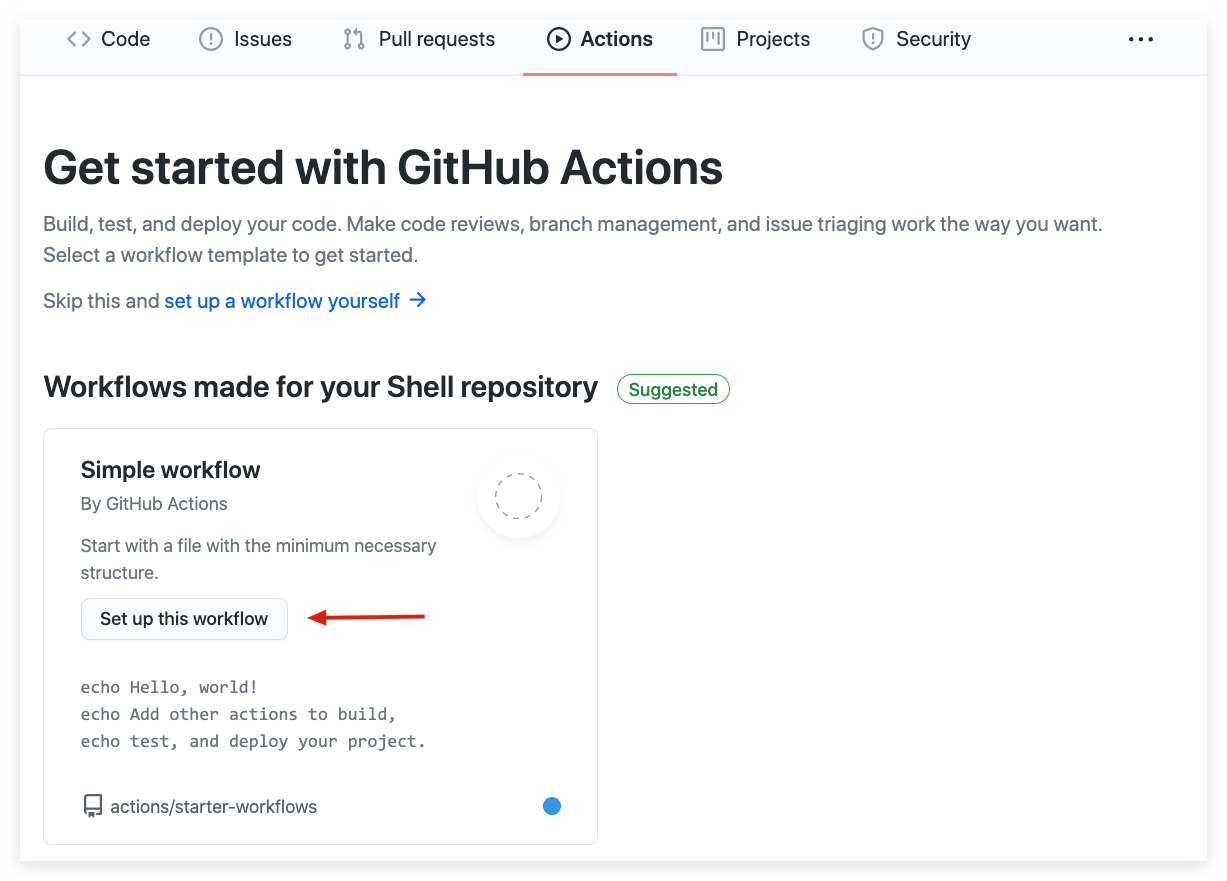 Code Issues Pull requests Actions Projects Security
Get started with GitHub Actions
Build, test, and deploy your code. Make code reviews, branch management, and issue triaging work the way you want.
Select a workflow template to get started.
Skip this and set up a workflow yourself →
Workflows made for your Shell repository Suggested
Simple workflow
By GitHub Actions
Start with a file with the minimum necessary
structure.
Set up this workflow
echo Hello, world!
echo Add other actions to build,
echo test, and deploy your project.
actions/starter-workflows